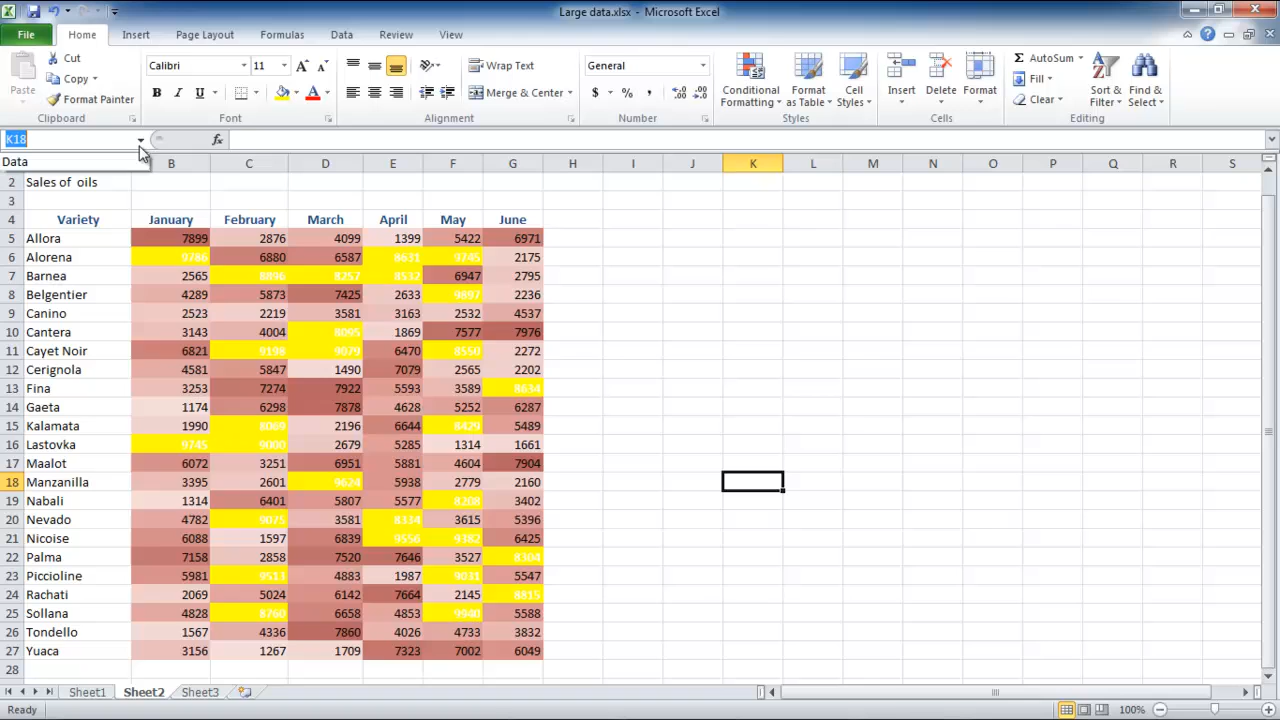 Large data.xlsx - Microsoft Excel
File Home Insert Page Layout Formulas Data Review View
Paste Cut Calibri 11 Wrap Text General Conditional Formatting Format as Table Cell Styles Insert Delete Format AutoSum Sort & Filter Find & Select
Copy B I U Merge & Center $ % , Fill
Format Painter Clear
Clipboard Font Alignment Number Styles Cells Editing
K18 fx
Data
B C D E F G H I J K L M N O P Q R S
2 Sales of oils
3
4 Variety January February March April May June
5 Allora 7899 2876 4099 1399 5422 6971
6 Alorena 9786 6880 6587 8631 9745 2175
7 Barnea 2565 8896 8257 8532 6947 2795
8 Belgentier 4289 5873 7425 2633 9897 2236
9 Canino 2523 2219 3581 3163 2532 4537
10 Cantera 3143 4004 8095 1869 7577 7976
11 Cayet Noir 6821 9198 9079 6470 8550 2272
12 Cerignola 4581 5847 1490 7079 2565 2202
13 Fina 3253 7274 7922 5593 3589 8634
14 Gaeta 1174 6298 7878 4628 5252 6287
15 Kalamata 1990 8069 2196 6644 8429 5489
16 Lastovka 9745 9000 2679 5285 1314 1661
17 Maalot 6072 3251 6951 5881 4604 7904
18 Manzanilla 3395 2601 9624 5938 2779 2160
19 Nabali 1314 6401 5807 5577 8208 3402
20 Nevado 4782 9075 3581 8334 3615 5396
21 Nicoise 6088 1597 6839 9556 9382 6425
22 Palma 7158 2858 7520 7646 3527 8304
23 Piccioline 5981 9513 4883 1987 9031 5547
24 Rachati 2069 5024 6142 7664 2145 8815
25 Sollana 4828 8760 6658 4853 9940 5588
26 Tondello 1567 4336 7860 4026 4733 3832
27 Yuaca 3156 1267 1709 7323 7002 6049
28
Sheet1 Sheet2 Sheet3
Ready 100%